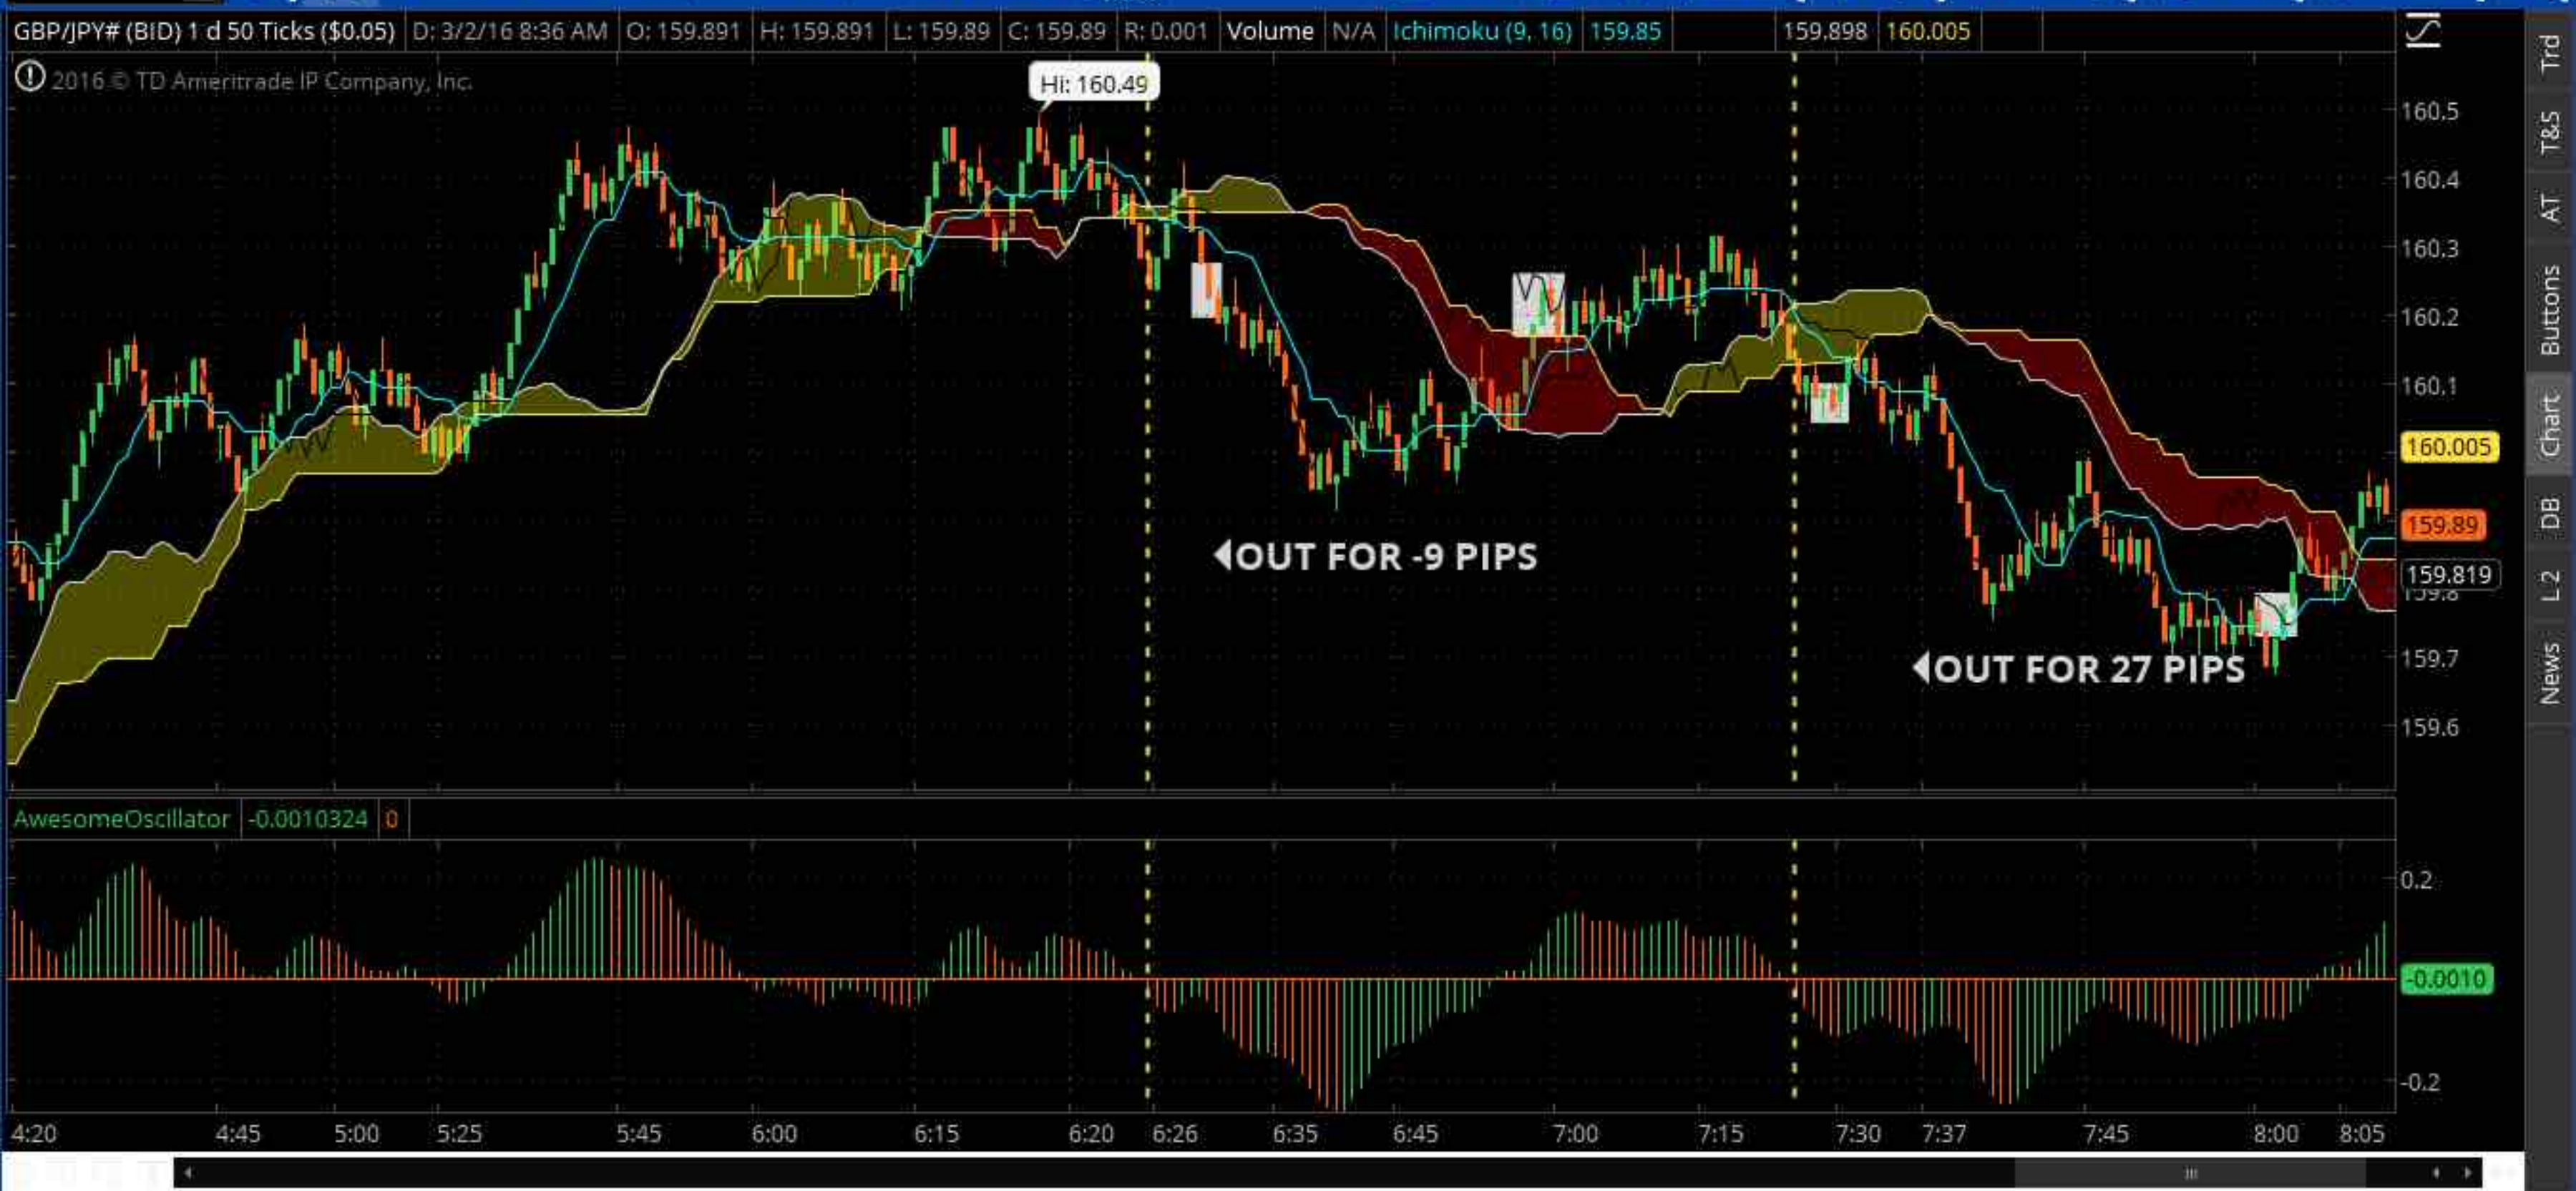 GBP/JPY# (BID) 1 d 50 Ticks ($0.05) D: 3/2/16 8:36 AM O: 159.891 H: 159.891 L: 159.89 C: 159.89 R: 0.001 Volume N/A Ichimoku (9, 16) 159.85 159.898 160.005
2016 © TD Ameritrade IP Company, Inc.
Hi: 160.49
160.5
160.4
160.3
160.2
160.1
160.005
159.89
159.819
159.8
159.7
159.6
OUT FOR -9 PIPS
OUT FOR 27 PIPS
AwesomeOscillator -0.0010324 0
0.2
-0.0010
-0.2
4:20 4:45 5:00 5:25 5:45 6:00 6:15 6:20 6:26 6:35 6:45 7:00 7:15 7:30 7:37 7:45 8:00 8:05
Trd
T&S
AT
Buttons
Chart
DB
L2
News